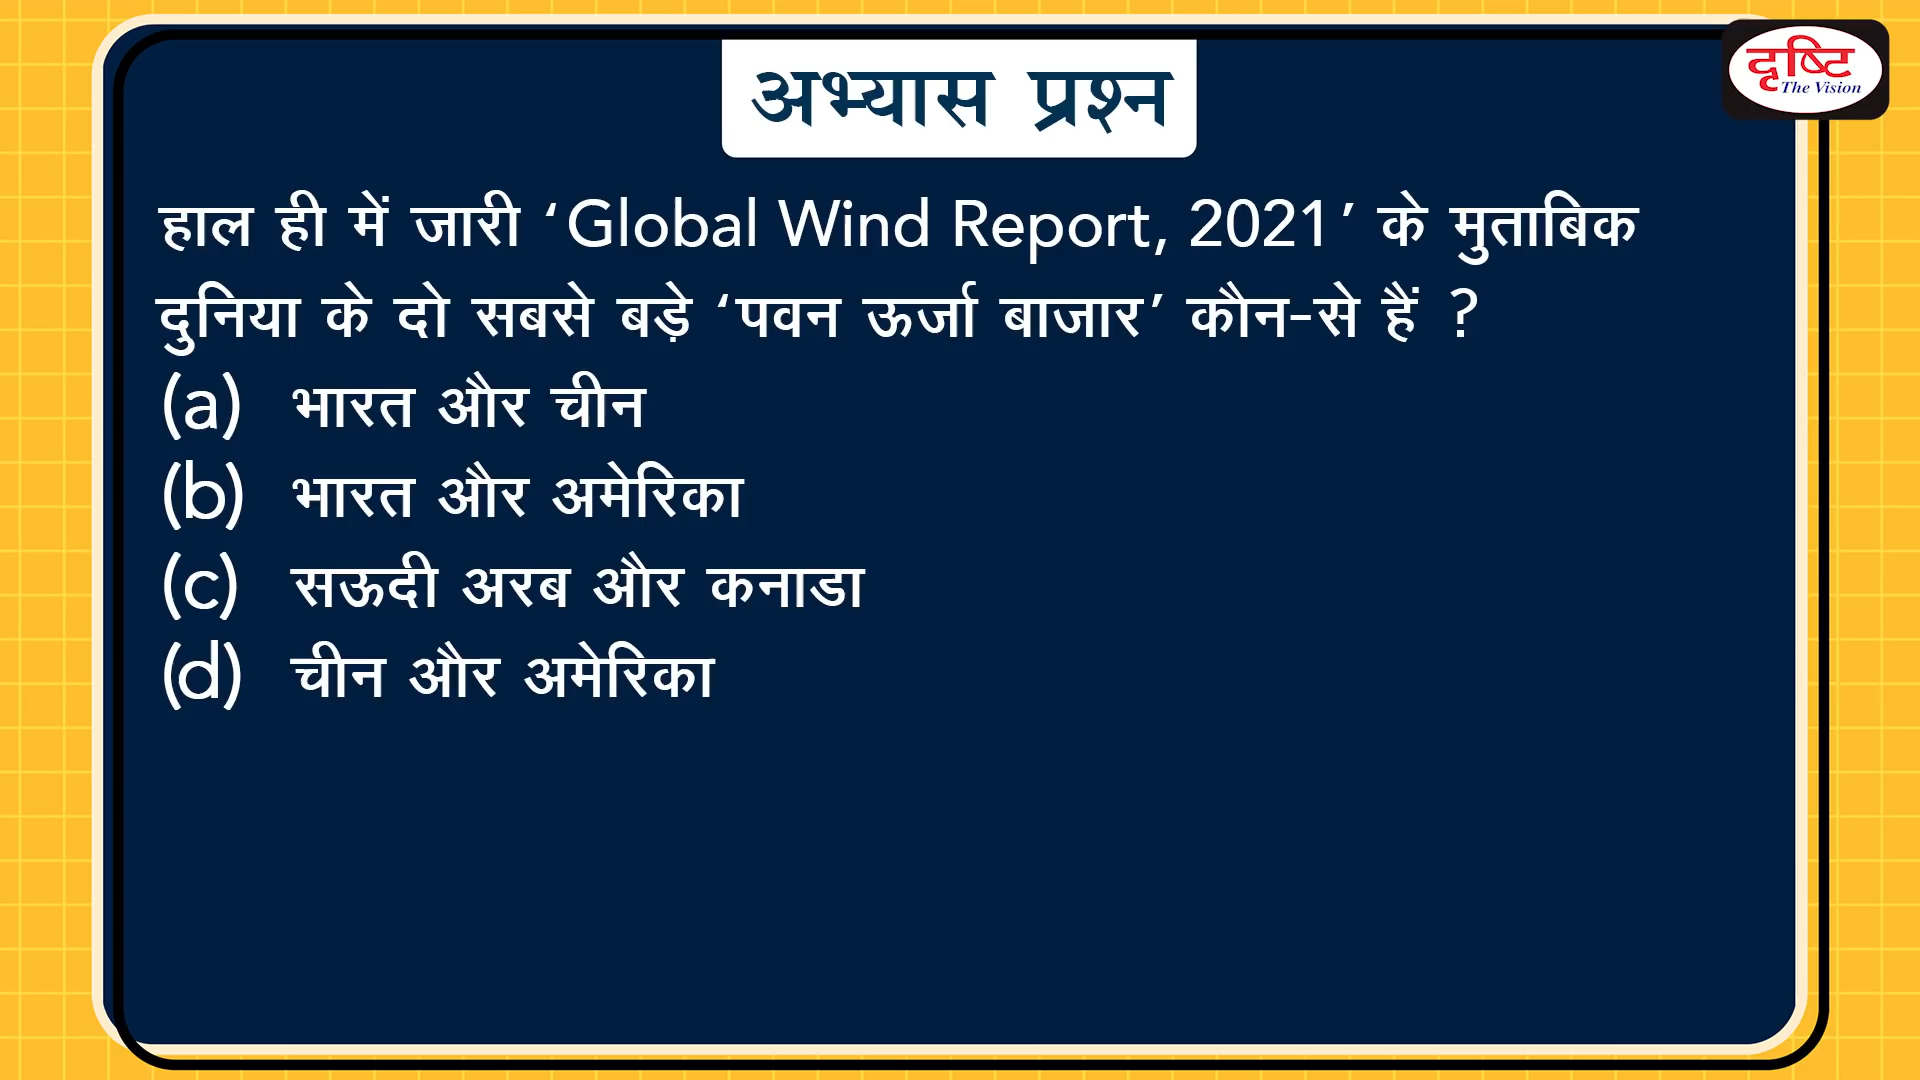 अभ्यास प्रश्न
दृष्टि
The Vision
हाल ही में जारी ‘Global Wind Report, 2021’ के मुताबिक
दुनिया के दो सबसे बड़े ‘पवन ऊर्जा बाजार’ कौन-से हैं ?
(a) भारत और चीन
(b) भारत और अमेरिका
(c) सऊदी अरब और कनाडा
(d) चीन और अमेरिका